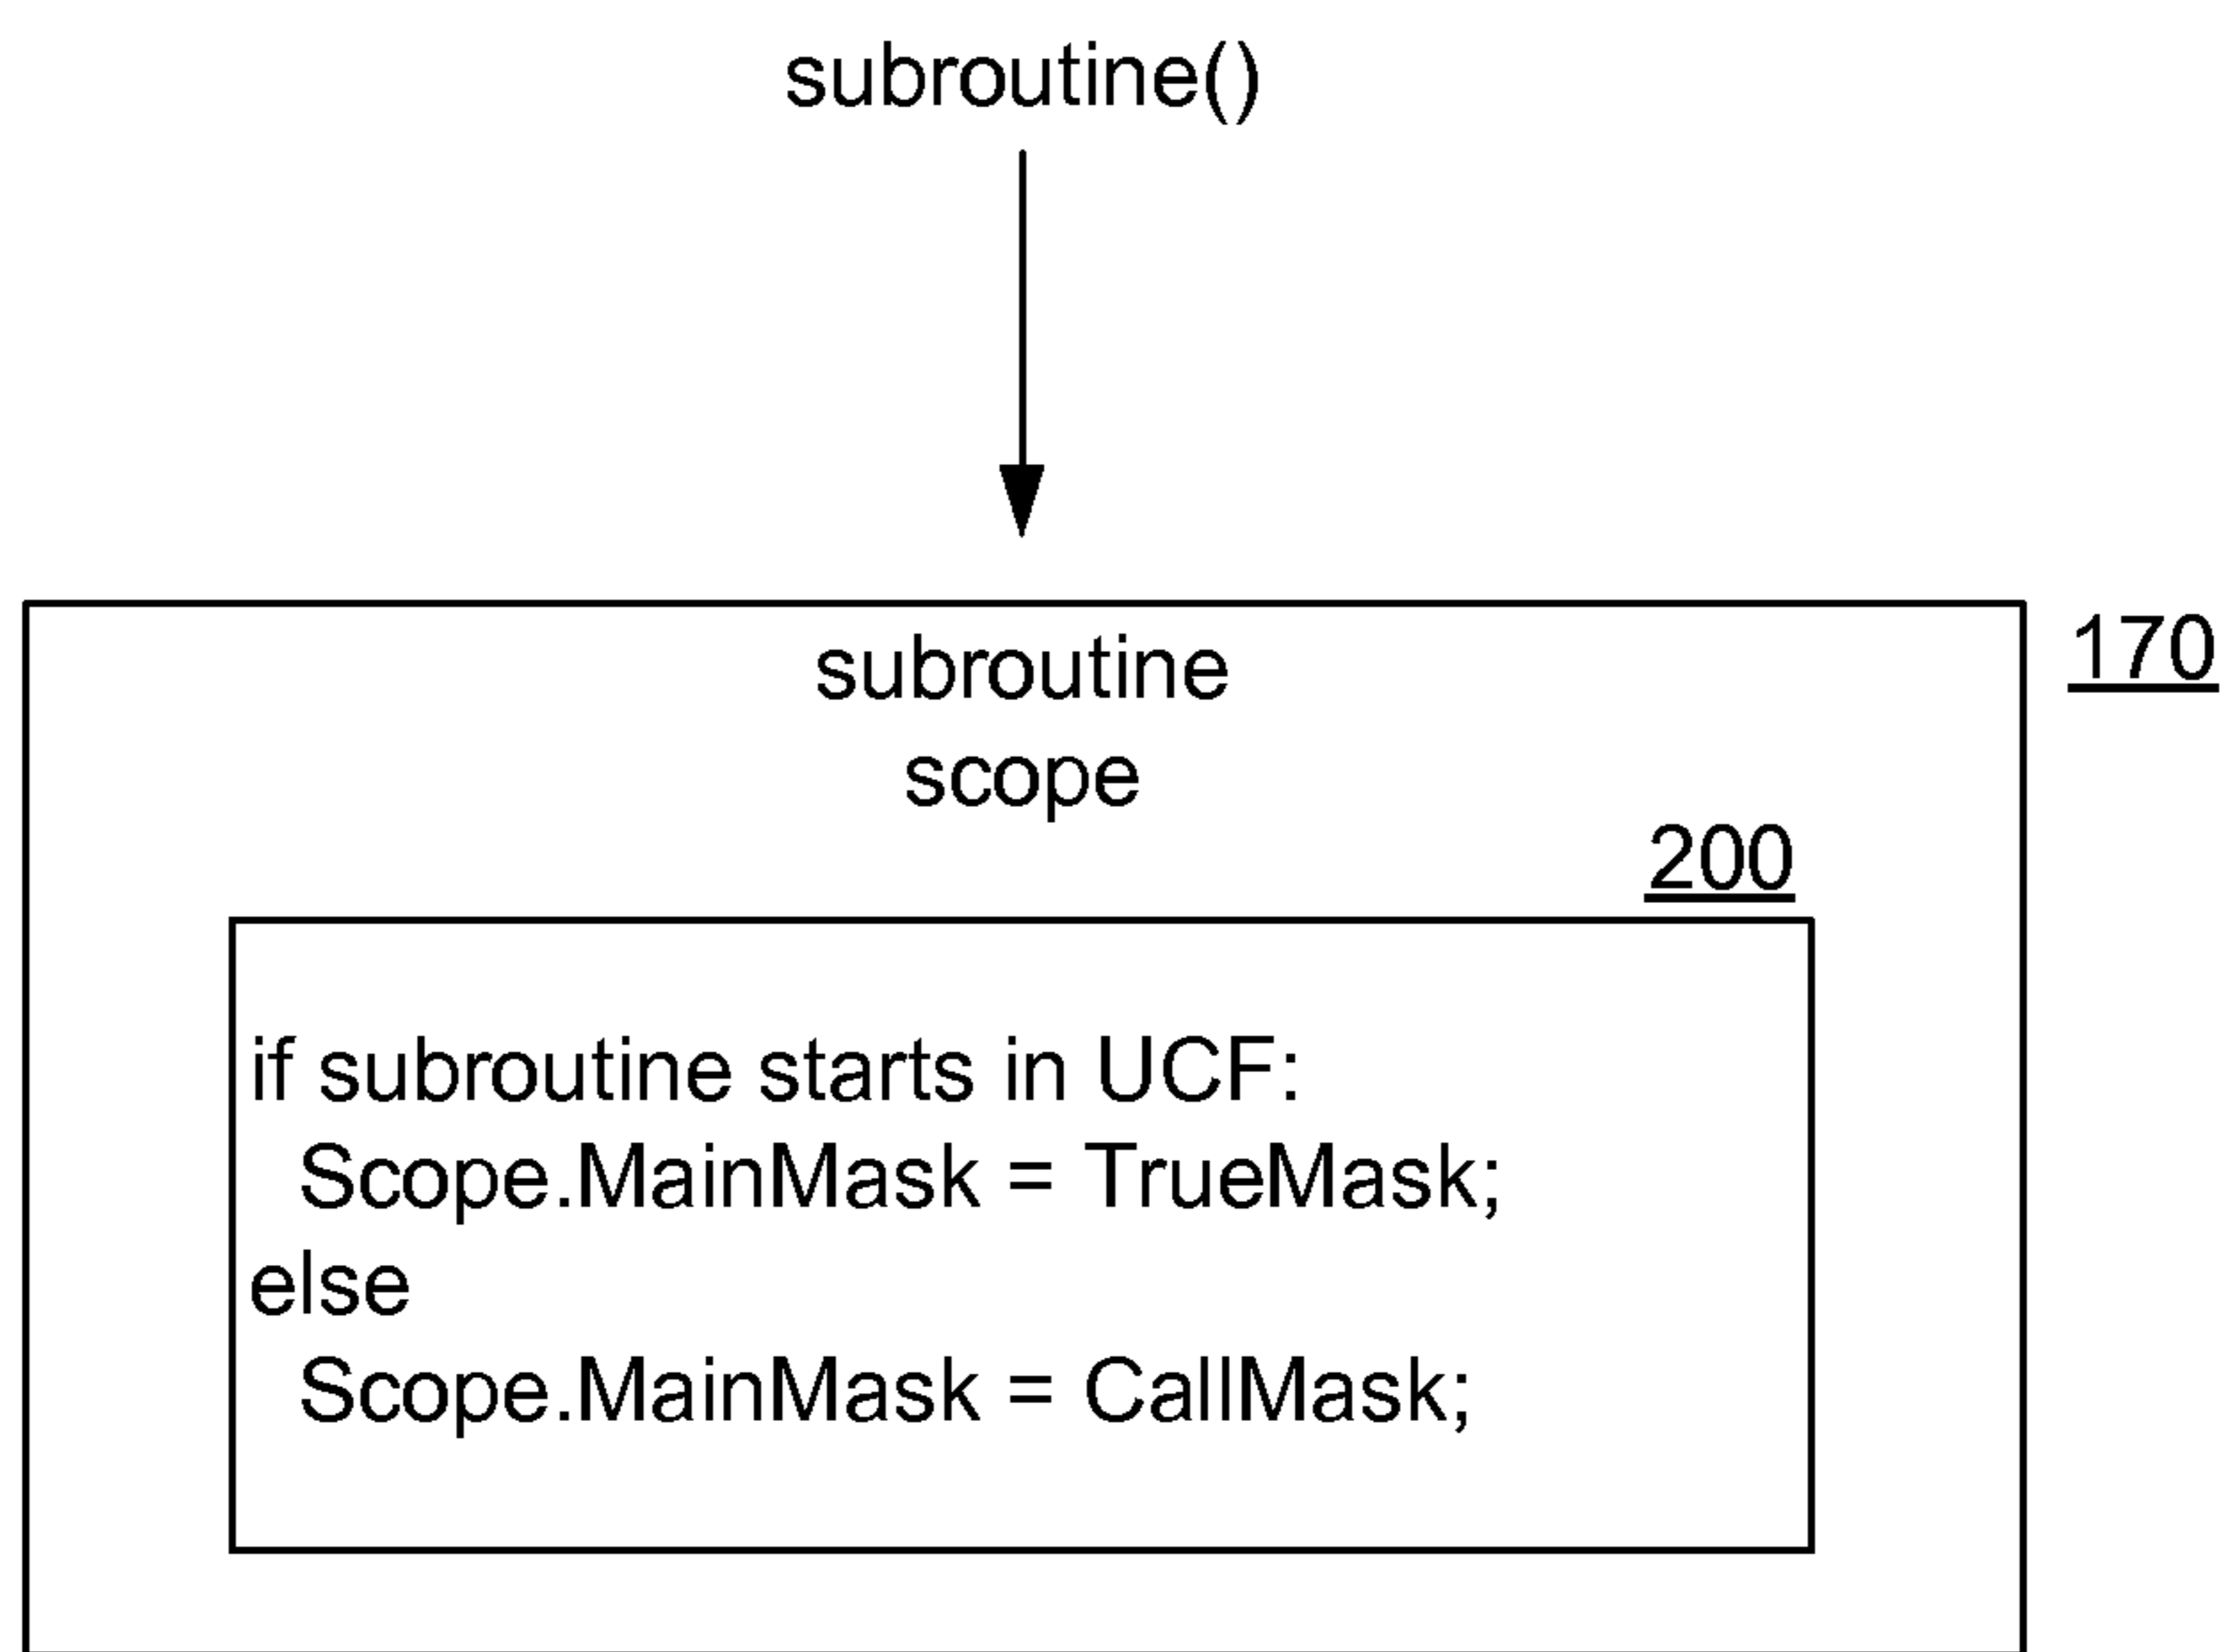 subroutine()
subroutine
170
scope
200
if subroutine starts in UCF:
Scope.MainMask = TrueMask;
else
Scope.MainMask = CallMask;